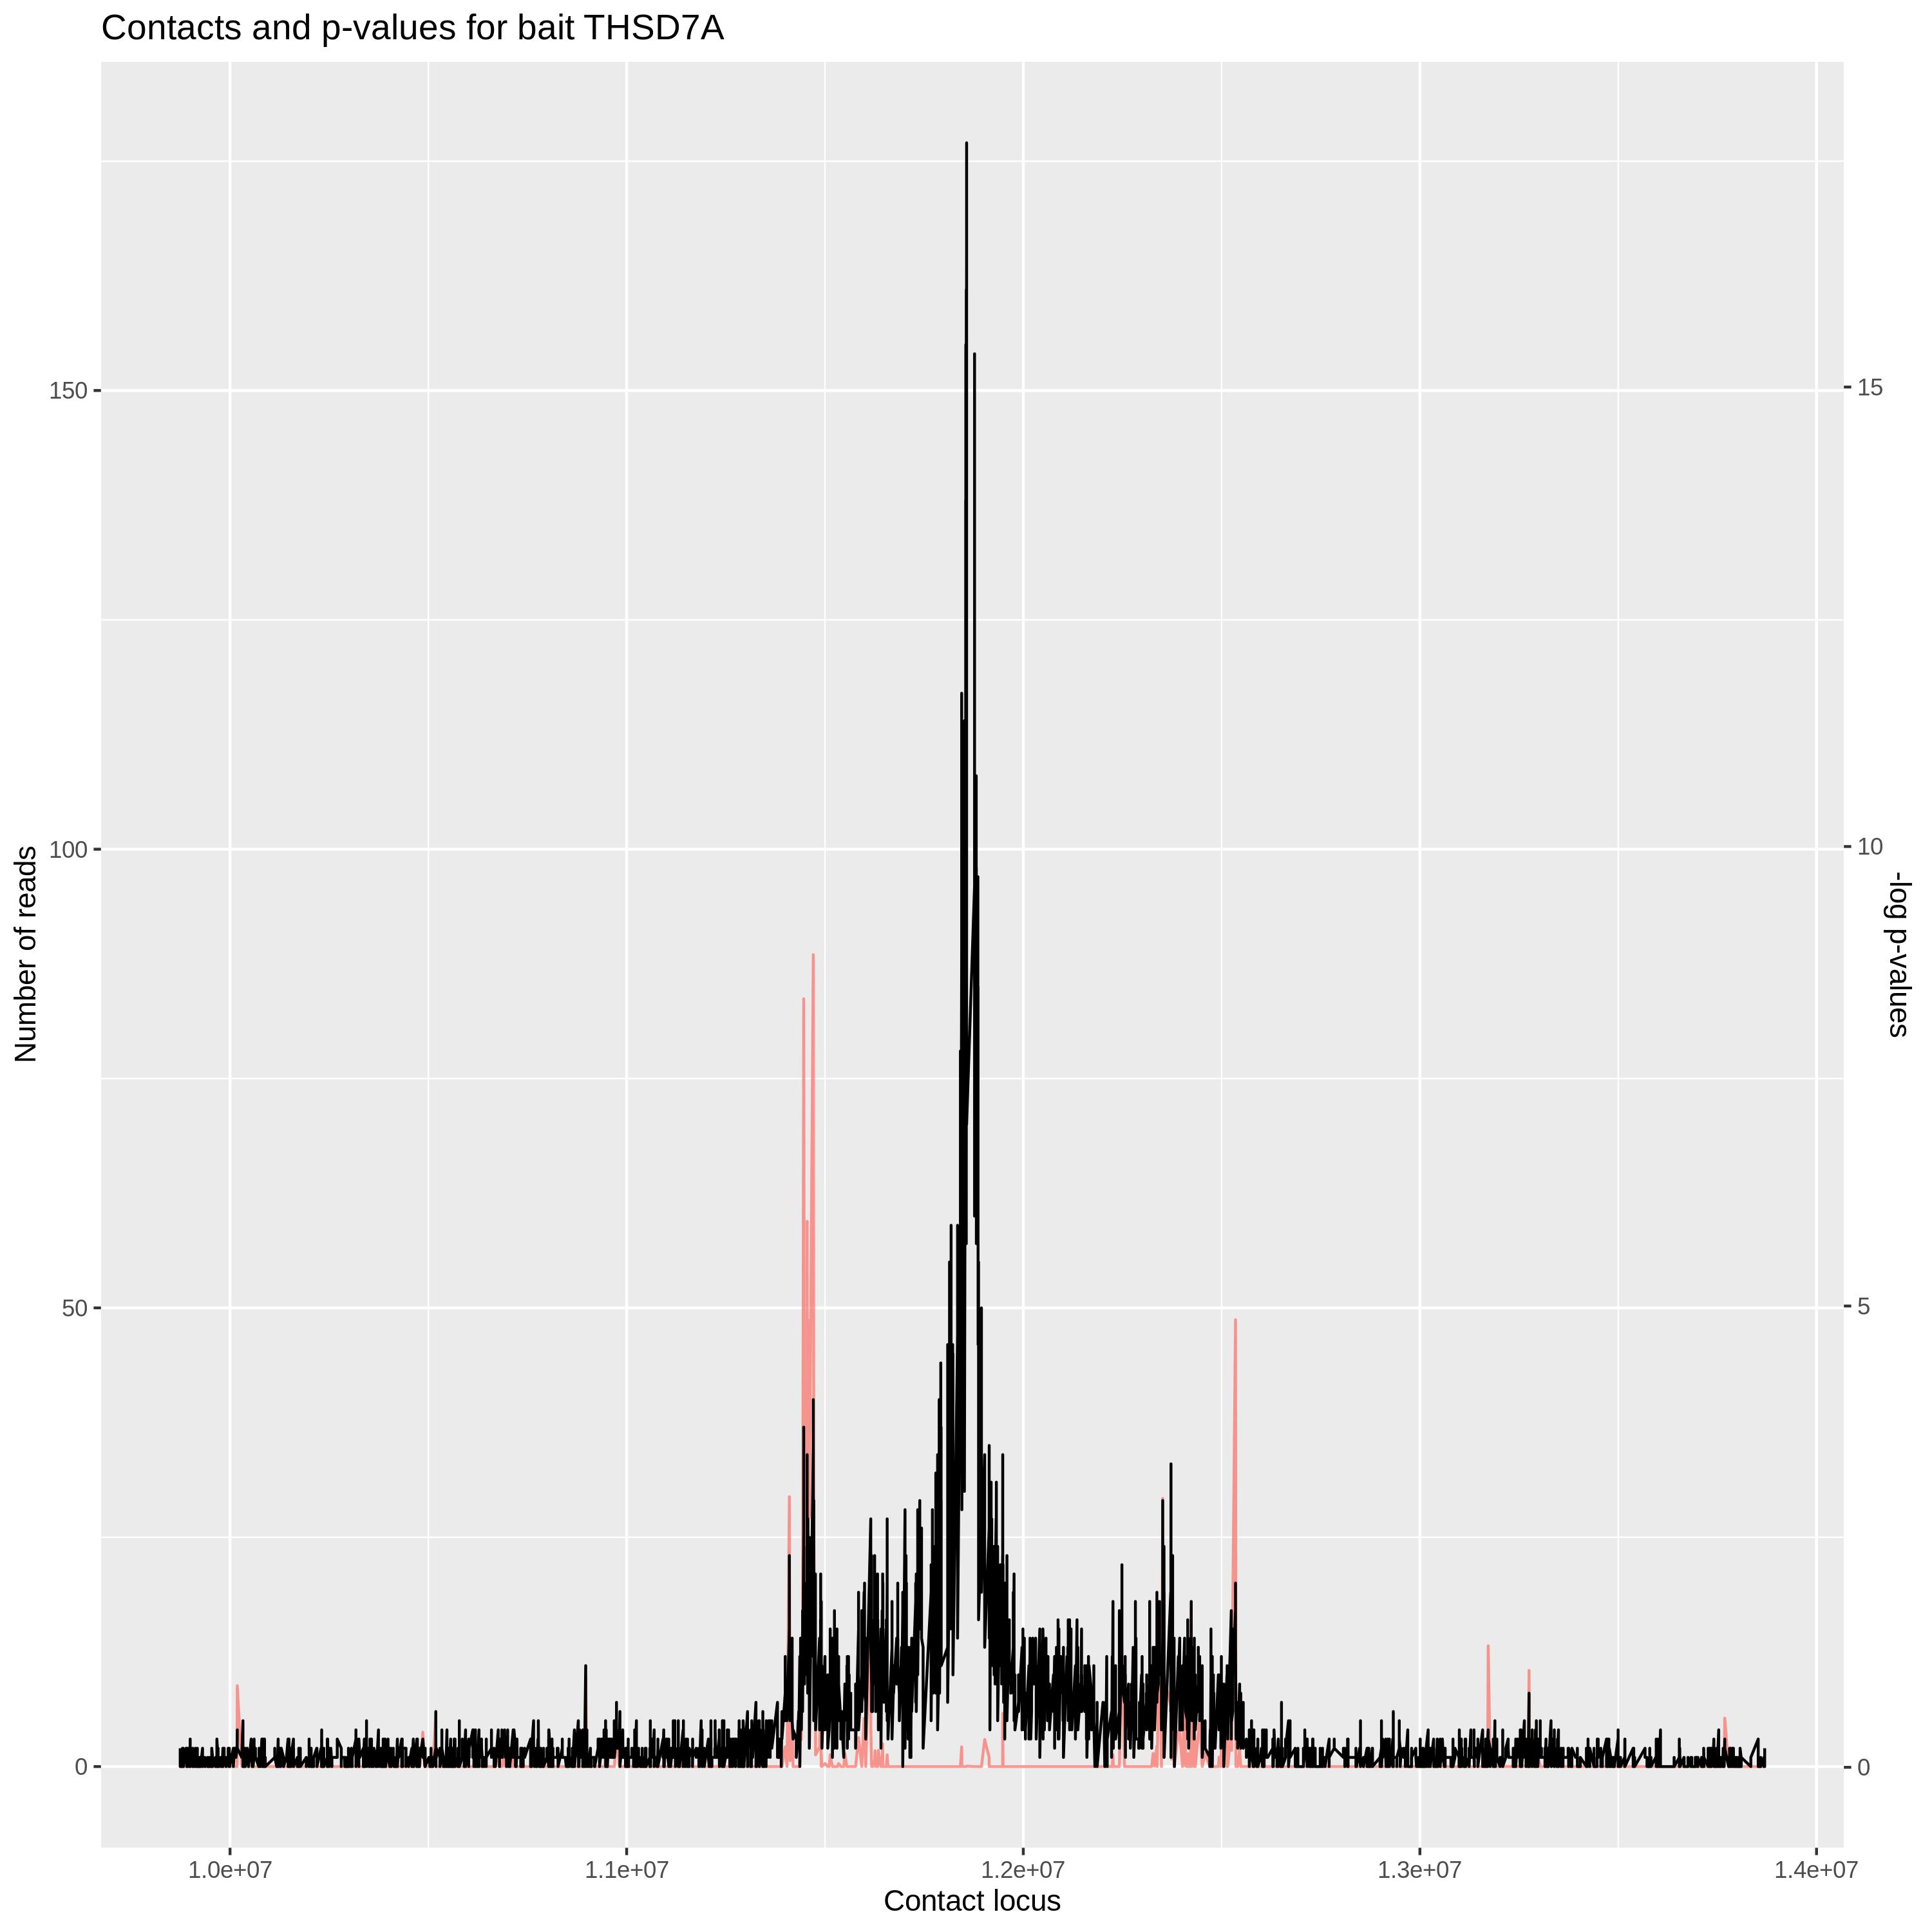 Contacts and p-values for bait THSD7A
150
100
50
0
Number of reads
15
10
5
0
-log p-values
1.0e+07
1.1e+07
1.2e+07
1.3e+07
1.4e+07
Contact locus